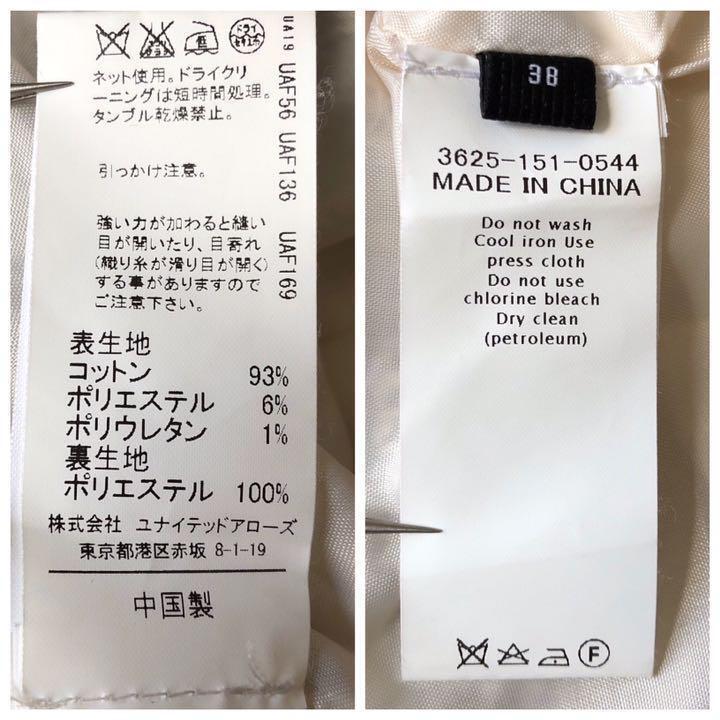 ドライ
セキユ系
ネット使用。ドライクリ
ーニングは短時間処理。
タンブル乾燥禁止。
引っかけ注意。
強い力が加わると縫い
目が開いたり、目寄れ
(織り糸が滑り目が開く)
する事がありますので
ご注意下さい。
表生地
コットン 93%
ポリエステル 6%
ポリウレタン 1%
裏生地
ポリエステル 100%
株式会社 ユナイテッドアローズ
東京都港区赤坂 8-1-19
中国製
UA19 UAF56 UAF136 UAF169
38
3625-151-0544
MADE IN CHINA
Do not wash
Cool iron Use
press cloth
Do not use
chlorine bleach
Dry clean
(petroleum)
F